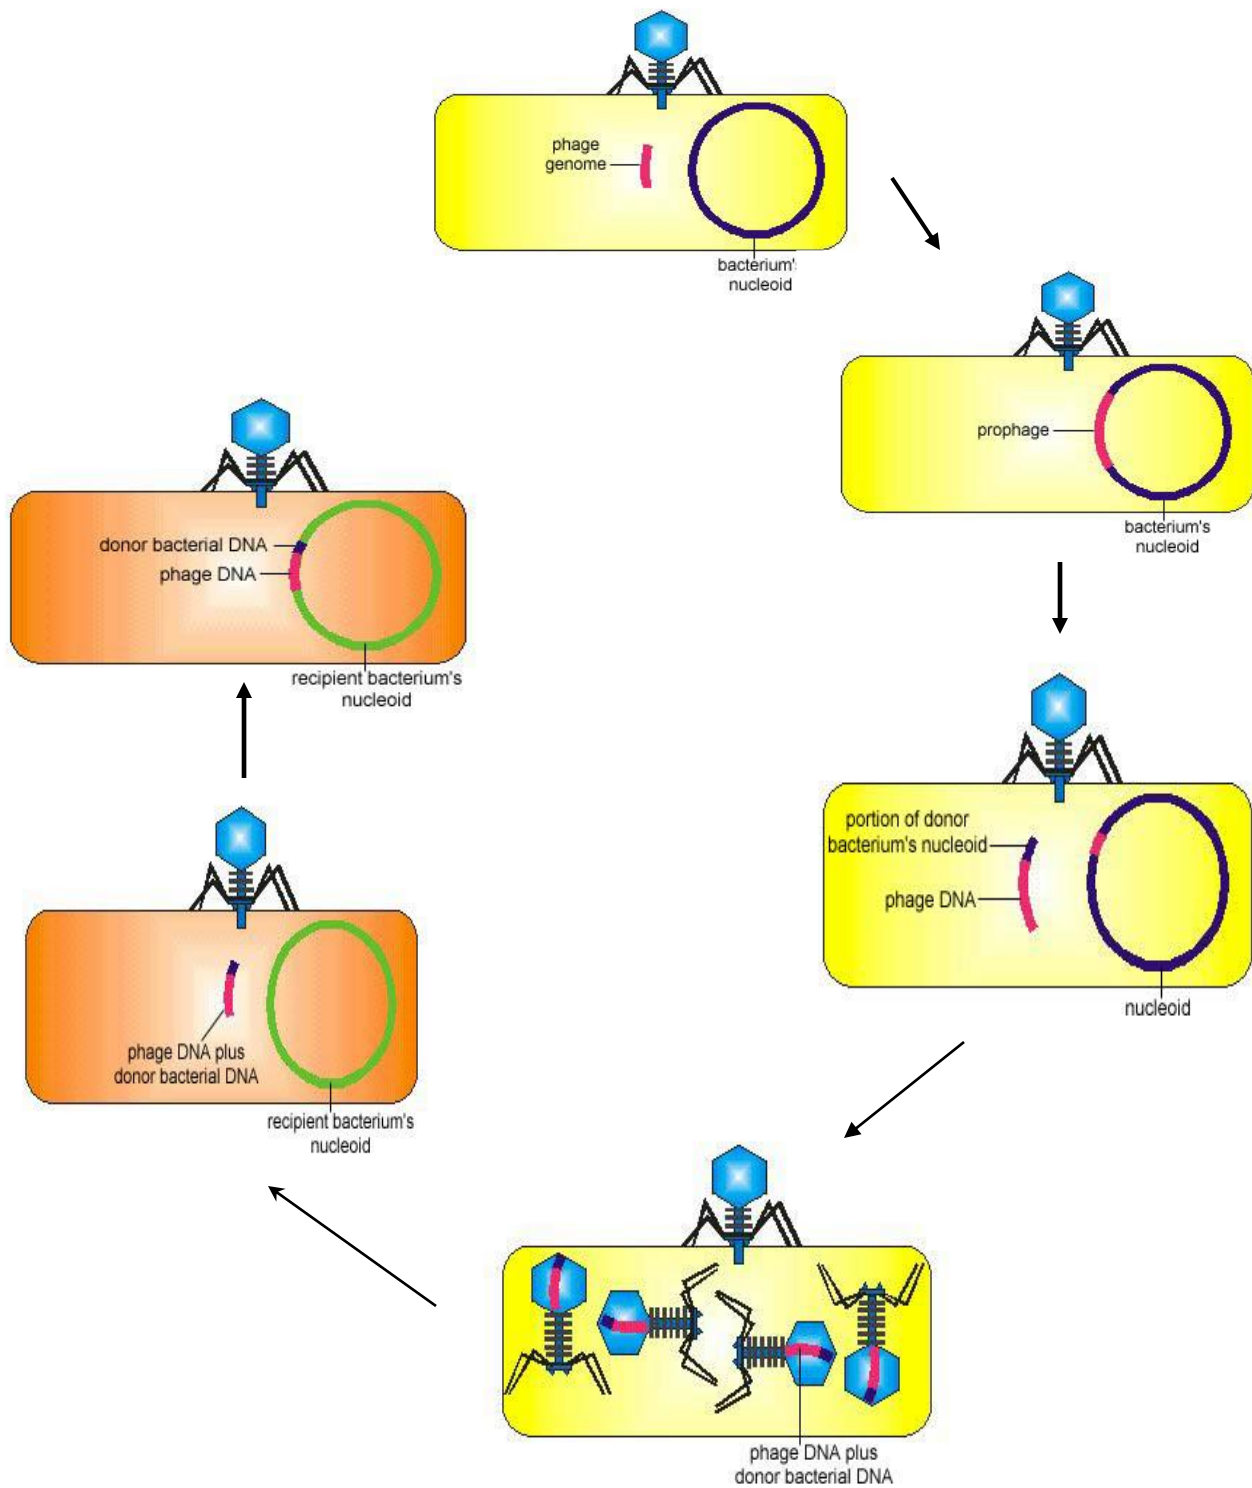 phage
genome
bacterium'
nucleoid
prophage
bacterium's
nucleoid
portion of donor
bacterium's nucleoid
phage DNA
nucleoid
phage DNA plus
donor bacterial DNA
phage DNA plus
donor bacterial DNA
recipient bacterium's
nucleoid
donor bacterial DNA
phage DNA
recipient bacterium's
nucleoid